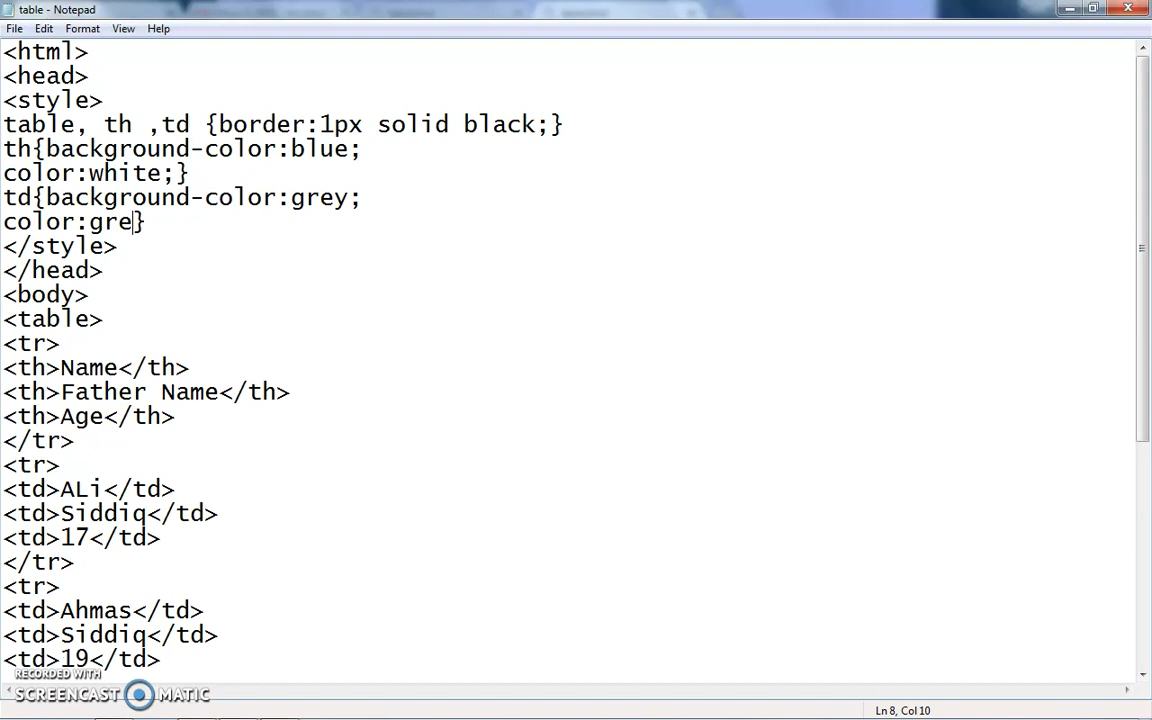 table - Notepad
File Edit Format View Help
<html>
<head>
<style>
table, th ,td {border:1px solid black;}
th{background-color:blue;
color:white;}
td{background-color:grey;
color:gre}
</style>
</head>
<body>
<table>
<tr>
<th>Name</th>
<th>Father Name</th>
<th>Age</th>
</tr>
<tr>
<td>ALi</td>
<td>Siddiq</td>
<td>17</td>
</tr>
<tr>
<td>Ahmas</td>
<td>Siddiq</td>
<td>19</td>
RECORDED WITH
SCREENCAST MATIC
Ln 8, Col 10